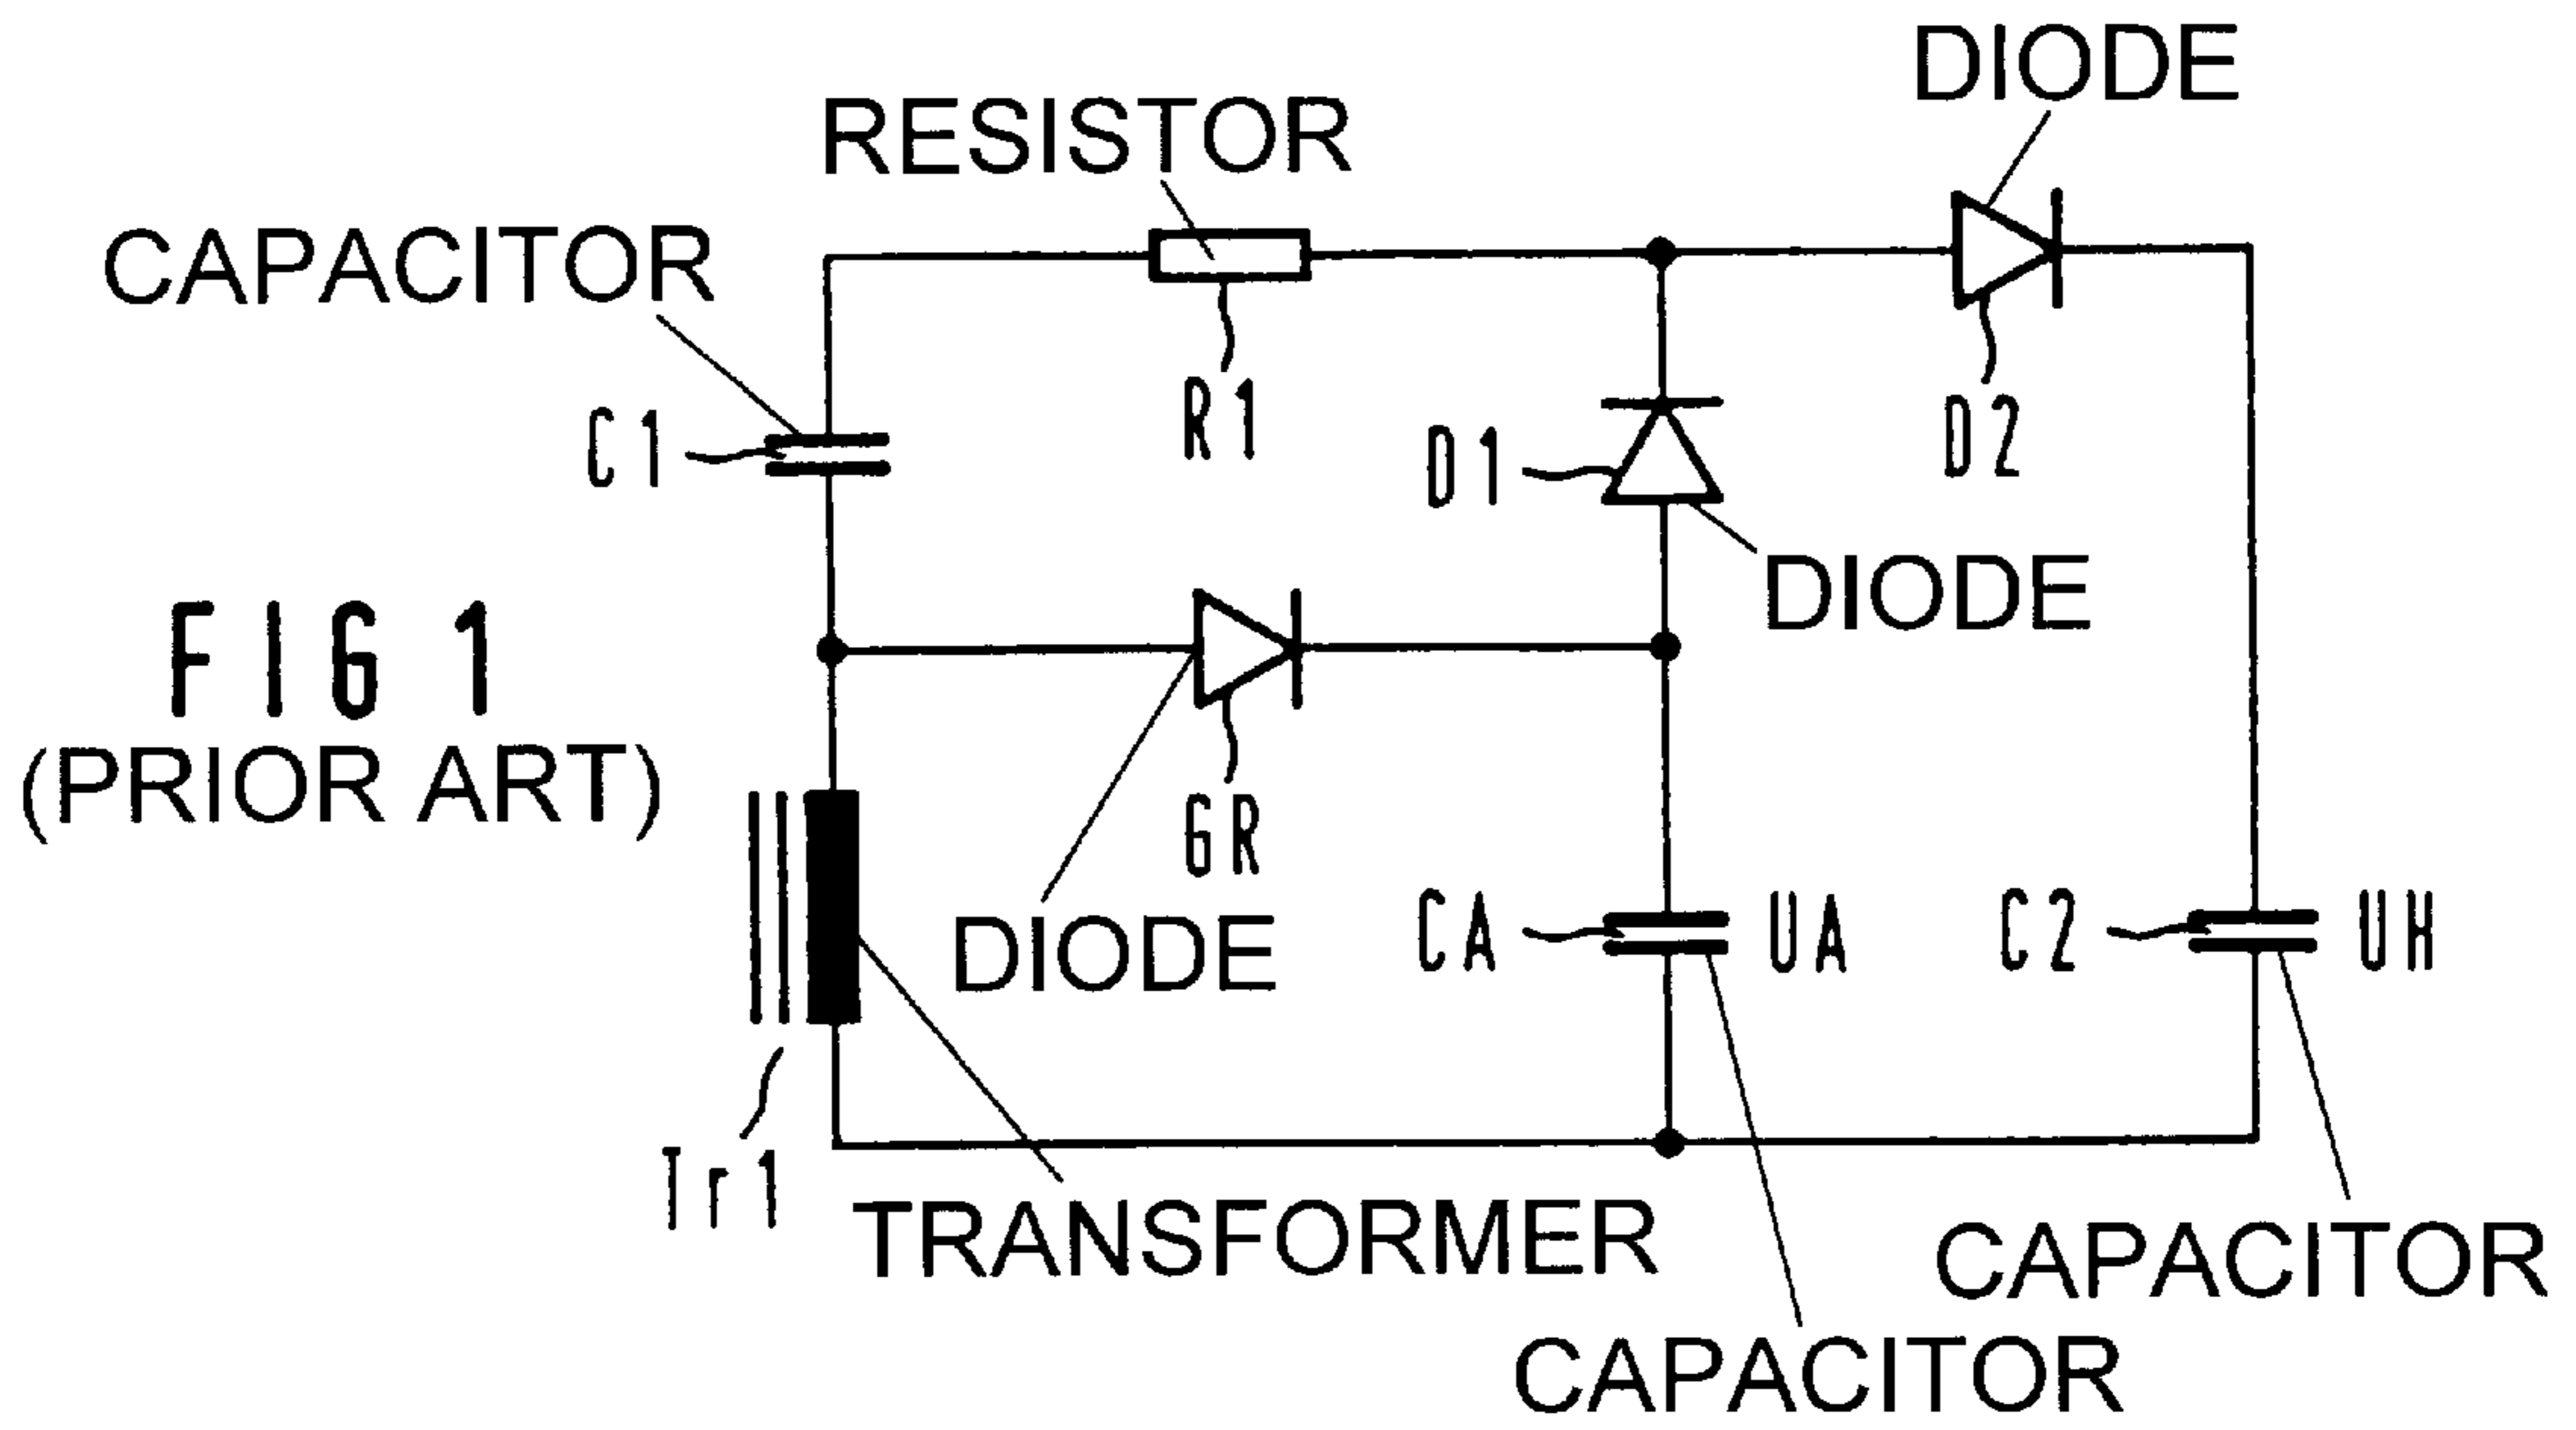 DIODE
RESISTOR
CAPACITOR
R1
D2
C1
D1
DIODE
FIG 1
(PRIOR ART)
GR
DIODE
CA
UA
C2
UH
Tr1
TRANSFORMER
CAPACITOR
CAPACITOR